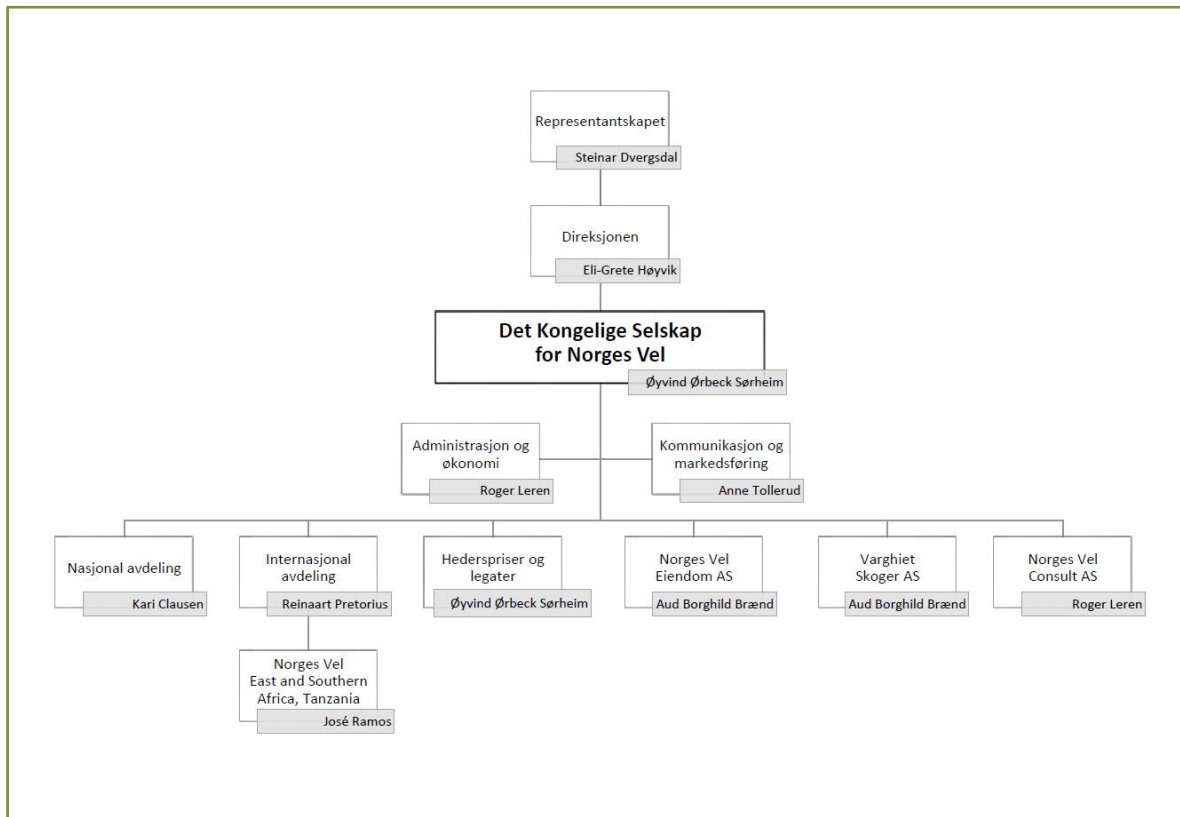 Representantskapet
Steinar Dvergsdal
Direksjonen
Eli-Grete Høyvik
Det Kongelige Selskap
for Norges Vel
Øyvind Ørbeck Sørheim
Administrasjon og
økonomi
Roger Leren
Kommunikasjon og
markedsføring
Anne Tollerud
Nasjonal avdeling
Kari Clausen
Internasjonal
avdeling
Reinaart Pretorius
Hederspriser og
legater
Øyvind Ørbeck Sørheim
Norges Vel
Eiendom AS
Aud Borghild Brænd
Varghiet
Skoger AS
Aud Borghild Brænd
Norges Vel
Consult AS
Roger Leren
Norges Vel
East and Southern
Africa, Tanzania
José Ramos